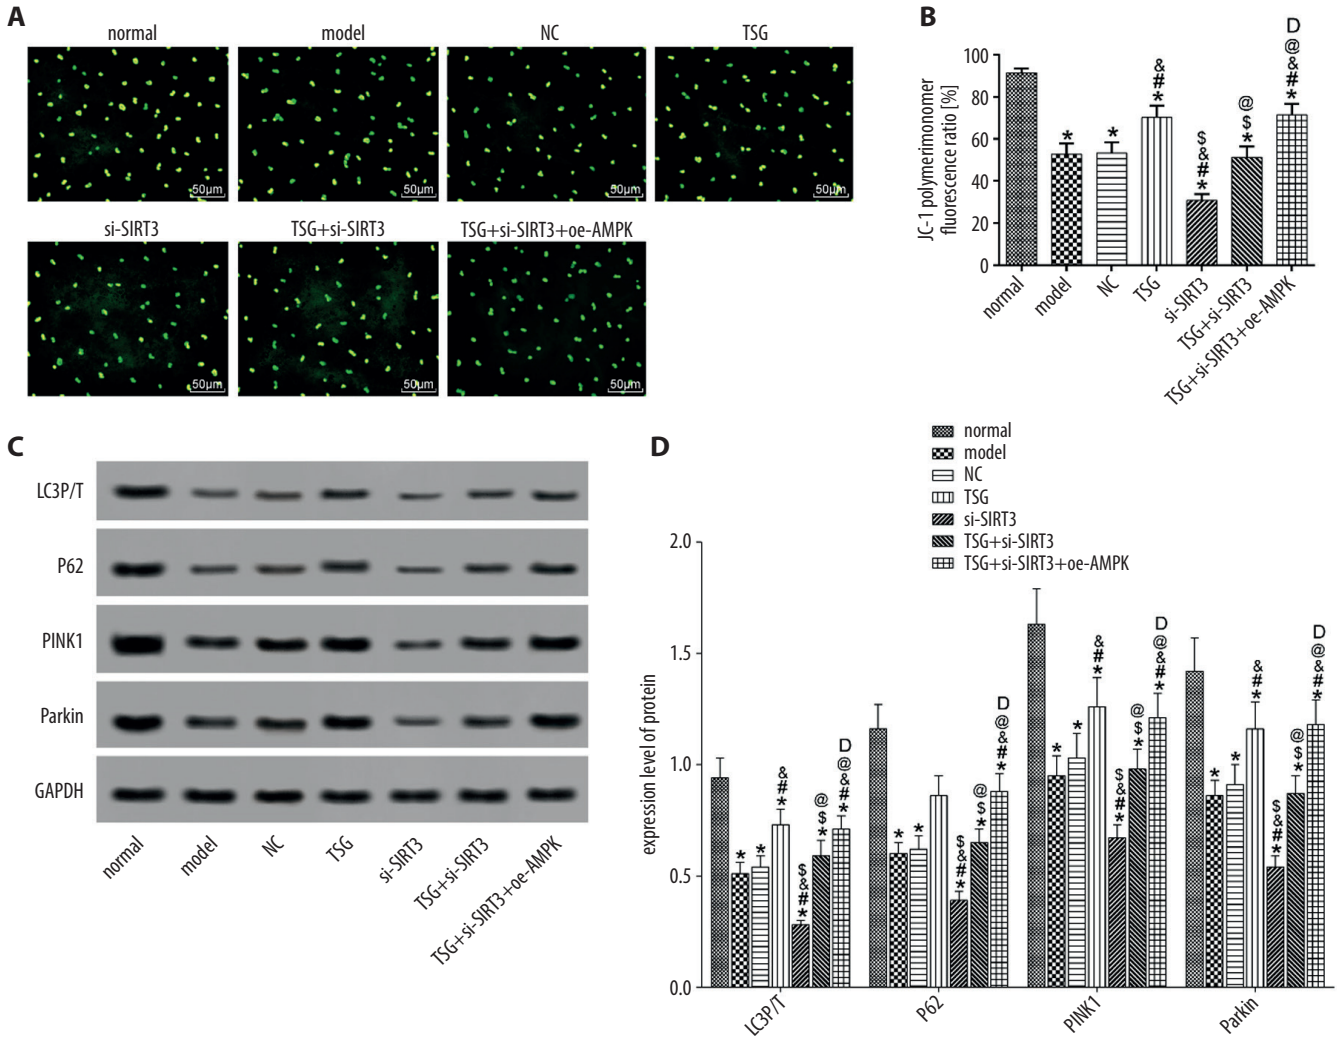 A
normal
model
NC
TSG
50µm
50µm
50µm
50µm
si-SIRT3
TSG+si-SIRT3
TSG+si-SIRT3+oe-AMPK
50µm
50µm
50µm
B
JC-1 polymerimonomer
fluorescence ratio [%]
100
80
60
40
20
0
*
*
&
#
*
$
&
#
*
@
$
*
D
@
&
#
*
normal
model
NC
TSG
si-SIRT3
TSG+si-SIRT3
TSG+si-SIRT3+oe-AMPK
C
LC3P/T
P62
PINK1
Parkin
GAPDH
normal
model
NC
TSG
si-SIRT3
TSG+si-SIRT3
TSG+si-SIRT3+oe-AMPK
D
normal
model
NC
TSG
si-SIRT3
TSG+si-SIRT3
TSG+si-SIRT3+oe-AMPK
expression level of protein
2.0
1.5
1.0
0.5
0.0
*
*
&
#
*
$
&
#
*
@
$
*
D
@
&
#
*
*
*
$
&
#
*
@
$
*
D
@
&
#
*
*
*
&
#
*
$
&
#
*
@
$
*
D
@
&
#
*
*
*
&
#
*
$
&
#
*
@
$
*
D
@
&
#
*
LC3P/T
P62
PINK1
Parkin